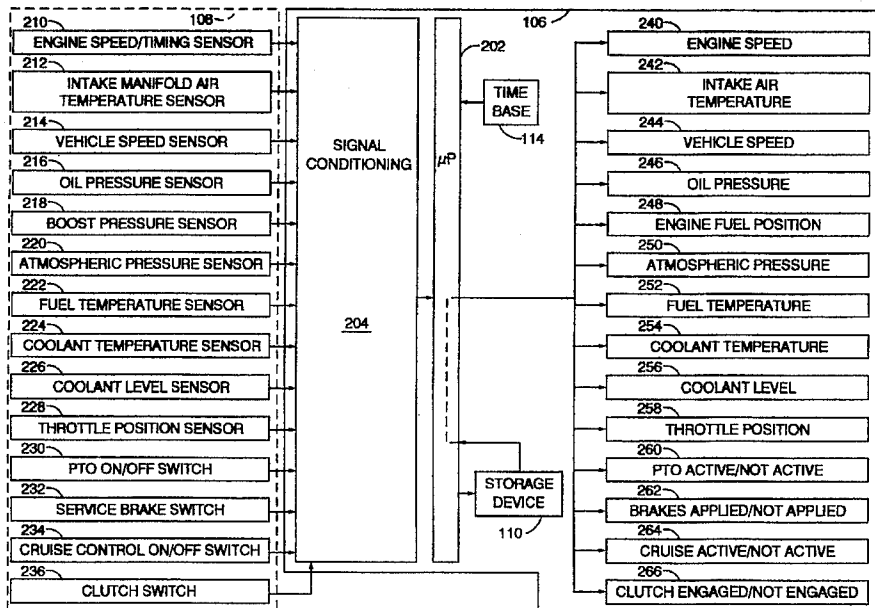 108
106
210
ENGINE SPEED/TIMING SENSOR
212
INTAKE MANIFOLD AIR
TEMPERATURE SENSOR
214
VEHICLE SPEED SENSOR
216
OIL PRESSURE SENSOR
218
BOOST PRESSURE SENSOR
220
ATMOSPHERIC PRESSURE SENSOR
222
FUEL TEMPERATURE SENSOR
224
COOLANT TEMPERATURE SENSOR
226
COOLANT LEVEL SENSOR
228
THROTTLE POSITION SENSOR
230
PTO ON/OFF SWITCH
232
SERVICE BRAKE SWITCH
234
CRUISE CONTROL ON/OFF SWITCH
236
CLUTCH SWITCH
SIGNAL
CONDITIONING
204
μP
202
TIME
BASE
114
STORAGE
DEVICE
110
240
ENGINE SPEED
242
INTAKE AIR
TEMPERATURE
244
VEHICLE SPEED
246
OIL PRESSURE
248
ENGINE FUEL POSITION
250
ATMOSPHERIC PRESSURE
252
FUEL TEMPERATURE
254
COOLANT TEMPERATURE
256
COOLANT LEVEL
258
THROTTLE POSITION
260
PTO ACTIVE/NOT ACTIVE
262
BRAKES APPLIED/NOT APPLIED
264
CRUISE ACTIVE/NOT ACTIVE
266
CLUTCH ENGAGED/NOT ENGAGED